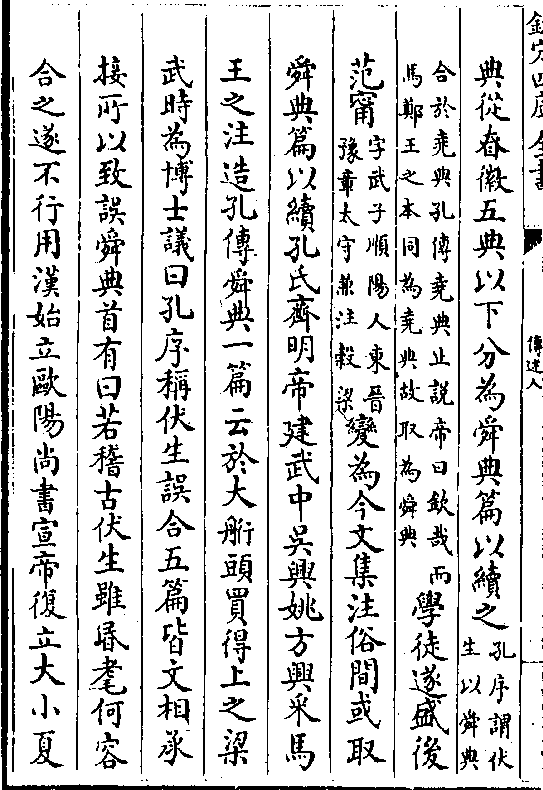 欽定四庫全書
傳述人
典從昚徽五典以下分為舜典篇以續之孔序謂伏
生以舜典
合於堯典孔傳堯典止説帝曰欽哉而
馬鄭王之本同為堯典故取為舜典
學徒遂盛後
范甯字武子順陽人東晉
豫章太守兼注穀梁
變為今文集注俗間或取
舜典篇以續孔氏齊明帝建武中吳興姚方興采馬
王之注造孔傳舜典一篇云於大𦨵頭買得上之梁
武時為博士議曰孔序稱伏生誤合五篇皆文相承
接所以致誤舜典首有曰若稽古伏生雖昬耄何容
合之遂不行用漢始立歐陽尚書宣帝復立大小夏